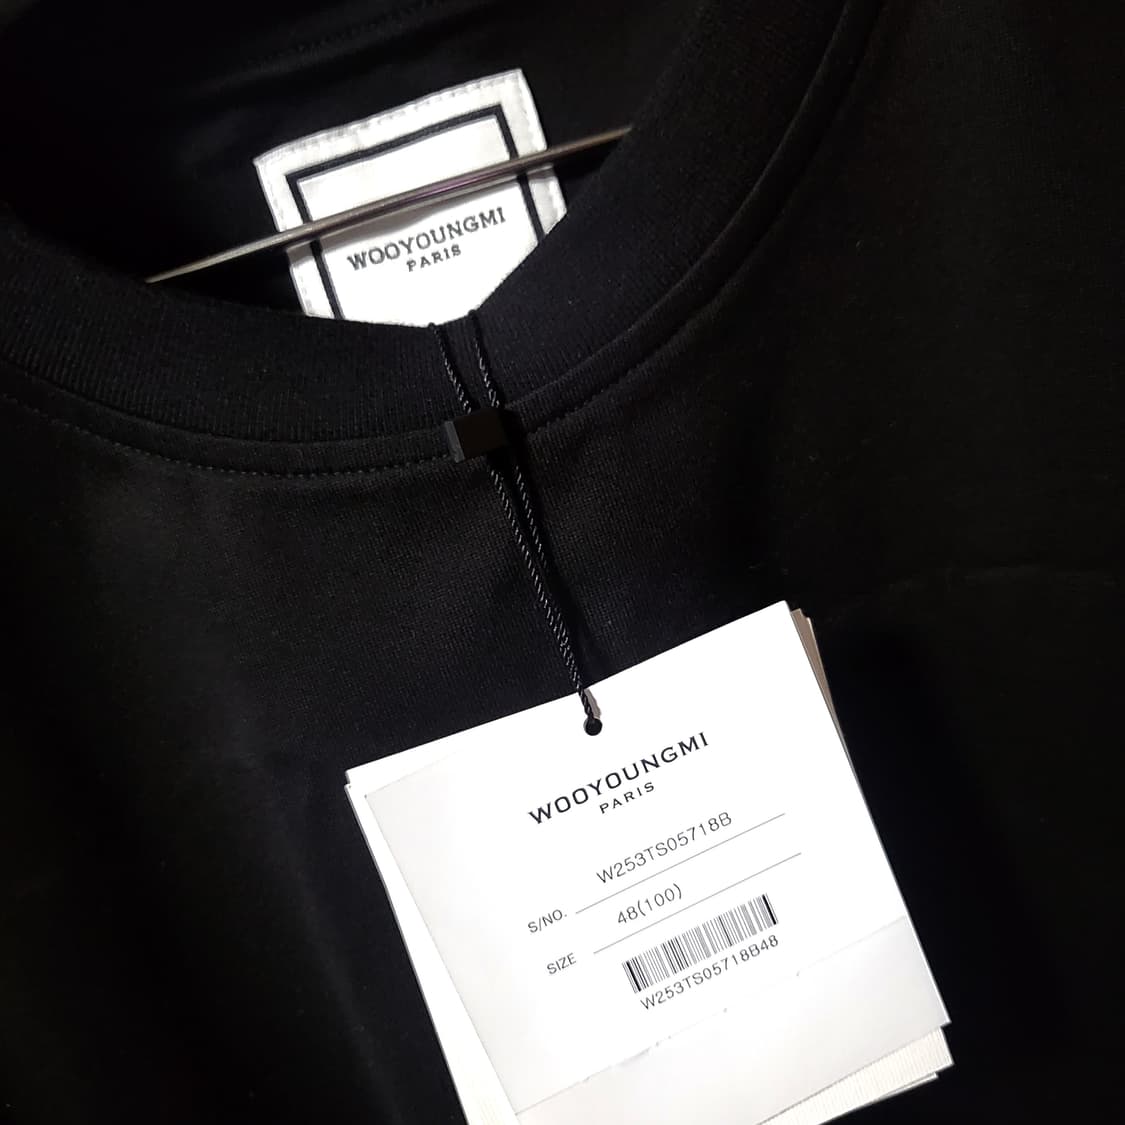 WOOYOUNGMI
PARIS
WOOYOUNGMI
PARIS
S/NO. W253TS05718B
SIZE 48(100)
W253TS05718B48